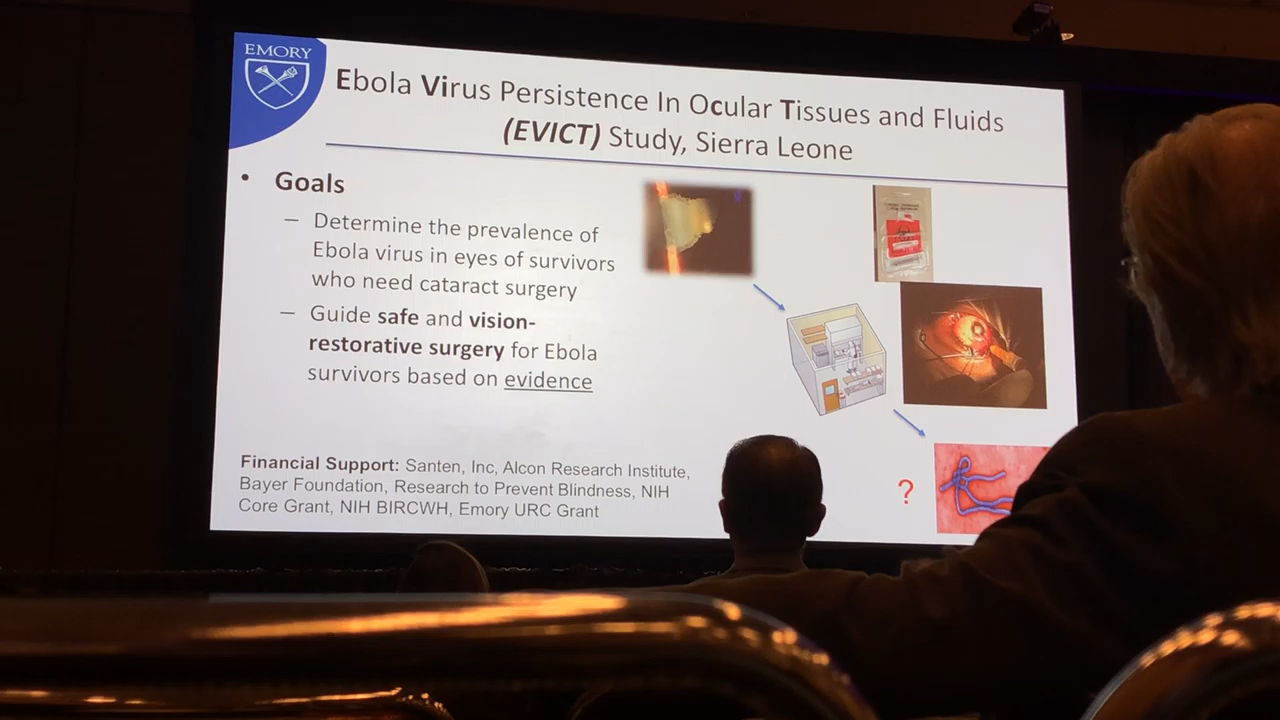 EMORY
Ebola Virus Persistence In Ocular Tissues and Fluids
(EVICT) Study, Sierra Leone
• Goals
– Determine the prevalence of
Ebola virus in eyes of survivors
who need cataract surgery
– Guide safe and vision-
restorative surgery for Ebola
survivors based on evidence
Financial Support: Santen, Inc, Alcon Research Institute,
Bayer Foundation, Research to Prevent Blindness, NIH
Core Grant, NIH BIRCWH, Emory URC Grant
?